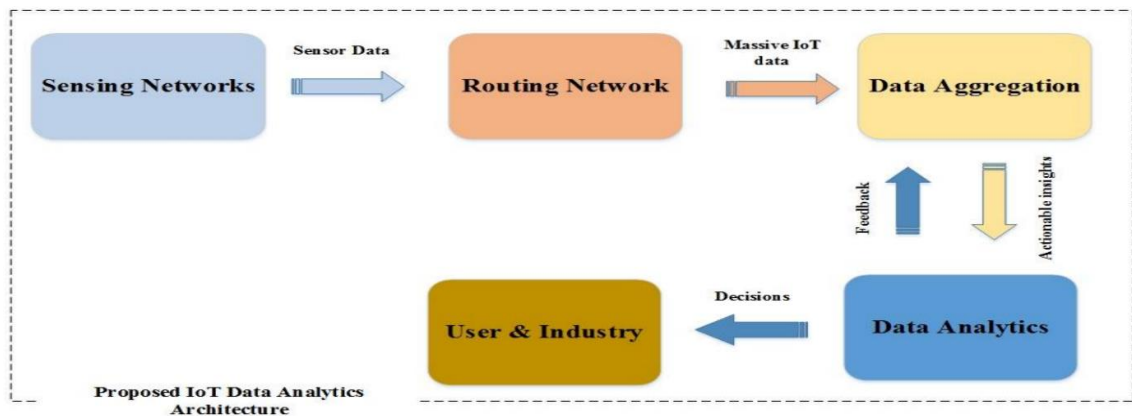 Sensing Networks
Sensor Data
Routing Network
Massive IoT
data
Data Aggregation
Feedback
Actionable insights
User & Industry
Decisions
Data Analytics
Proposed IoT Data Analytics
Architecture